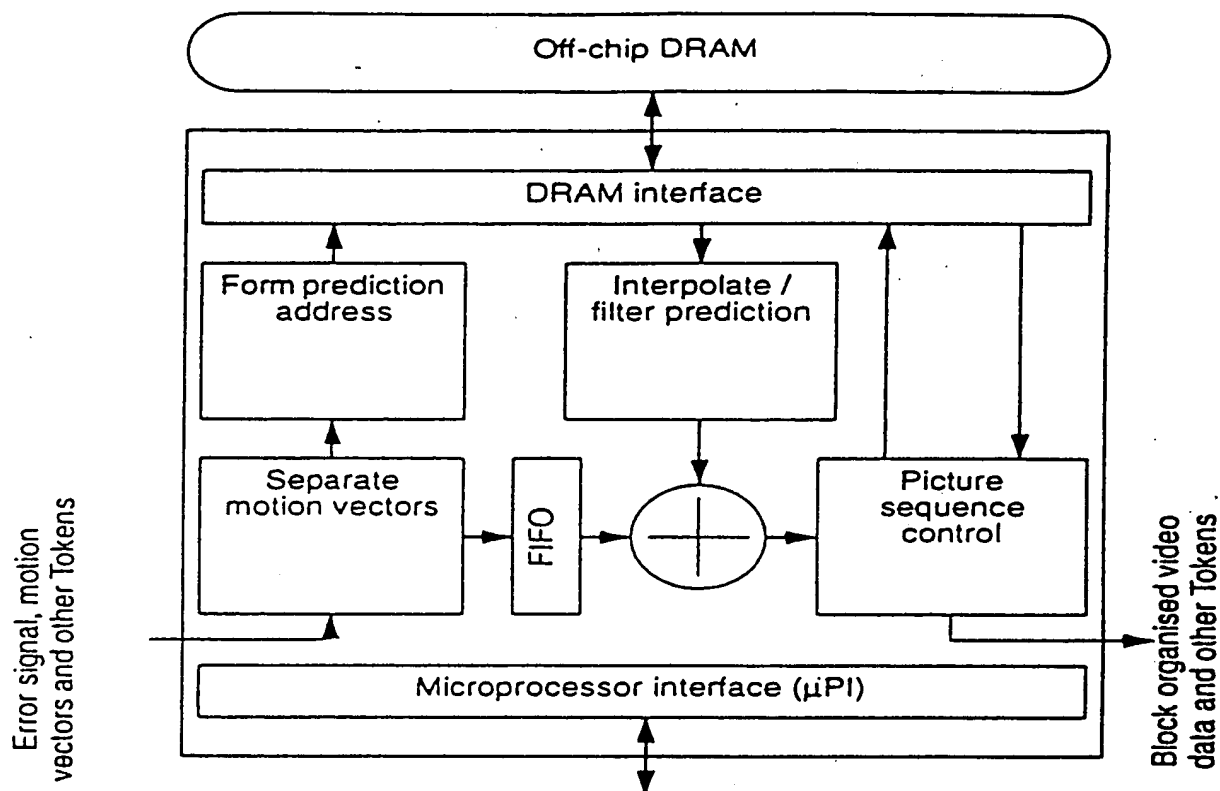 Off-chip DRAM
DRAM interface
Form prediction
address
Interpolate /
filter prediction
Separate
motion vectors
FIFO
Picture
sequence
control
Error signal, motion
vectors and other Tokens
Block organised video
data and other Tokens
Microprocessor interface (µPI)